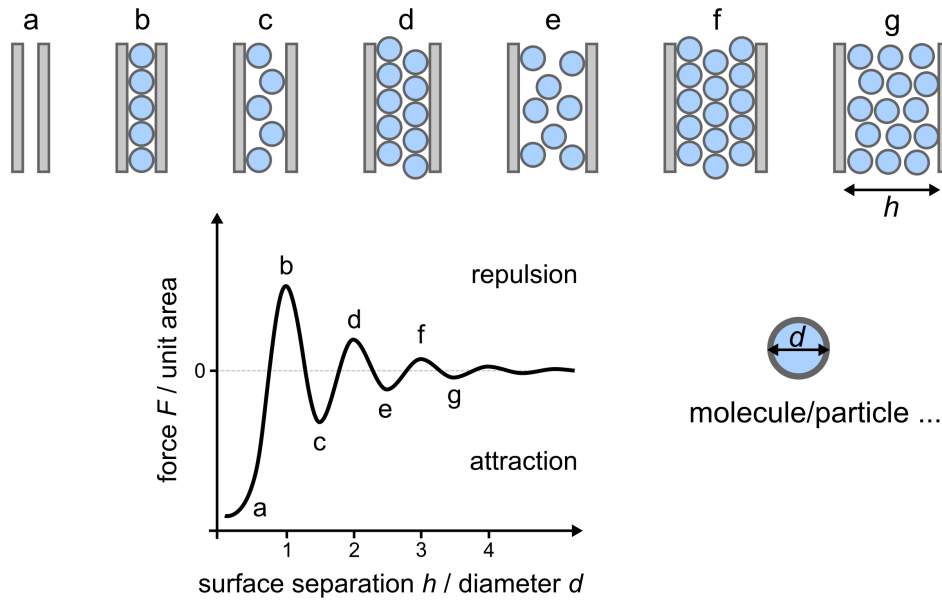 a b c d e f g
h
force F / unit area
0
b
d
f
a
c
e
g
repulsion
attraction
1 2 3 4
surface separation h / diameter d
d
molecule/particle ...